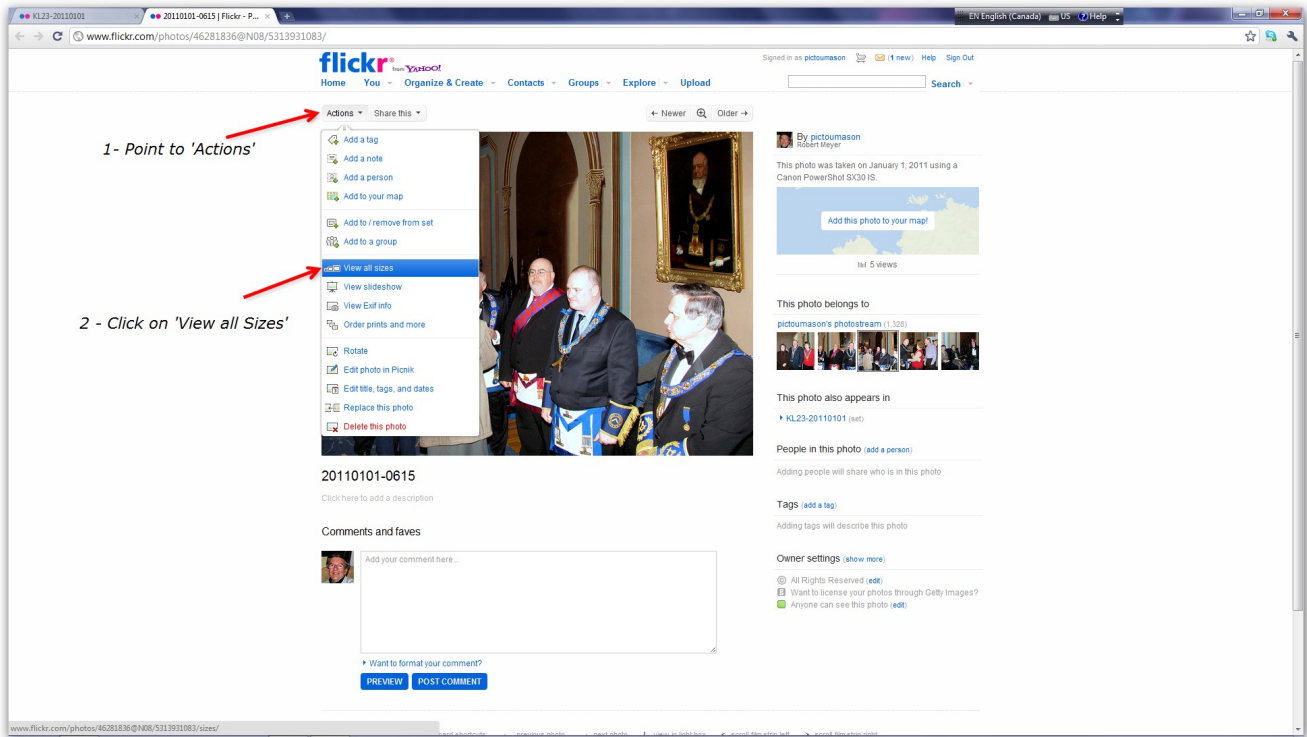 KL23-20110101
20110101-0615 | Flickr - P...
EN English (Canada) US Help
www.flickr.com/photos/46281836@N08/5313931083/
flickr from YAHOO!
Signed in as pictoumason (1 new) Help Sign Out
Home You Organize & Create Contacts Groups Explore Upload
Search
Actions Share this
← Newer Older →
1- Point to 'Actions'
Add a tag
Add a note
Add a person
Add to your map
Add to / remove from set
Add to a group
View all sizes
View slideshow
View Exif info
Order prints and more
Rotate
Edit photo in Picnik
Edit title, tags, and dates
Replace this photo
Delete this photo
2 - Click on 'View all Sizes'
By pictoumason
Robert Meyer
This photo was taken on January 1, 2011 using a
Canon PowerShot SX30 IS.
Add this photo to your map!
5 views
This photo belongs to
pictoumason's photostream (1,328)
This photo also appears in
KL23-20110101 (set)
People in this photo (add a person)
Adding people will share who is in this photo
Tags (add a tag)
Adding tags will describe this photo
Owner settings (show more)
© All Rights Reserved (edit)
Want to license your photos through Getty Images?
Anyone can see this photo (edit)
20110101-0615
Click here to add a description
Comments and faves
Add your comment here...
Want to format your comment?
PREVIEW POST COMMENT
www.flickr.com/photos/46281836@N08/5313931083/sizes/